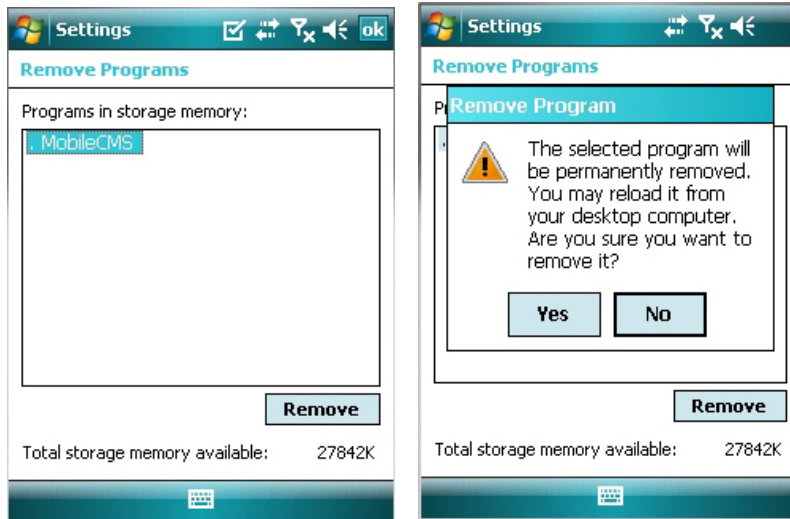 Settings
ok
Remove Programs
Programs in storage memory:
. MobileCMS
Remove
Total storage memory available: 27842K
Settings
Remove Programs
Remove Program
The selected program will
be permanently removed.
You may reload it from
your desktop computer.
Are you sure you want to
remove it?
Yes No
Remove
Total storage memory available: 27842K